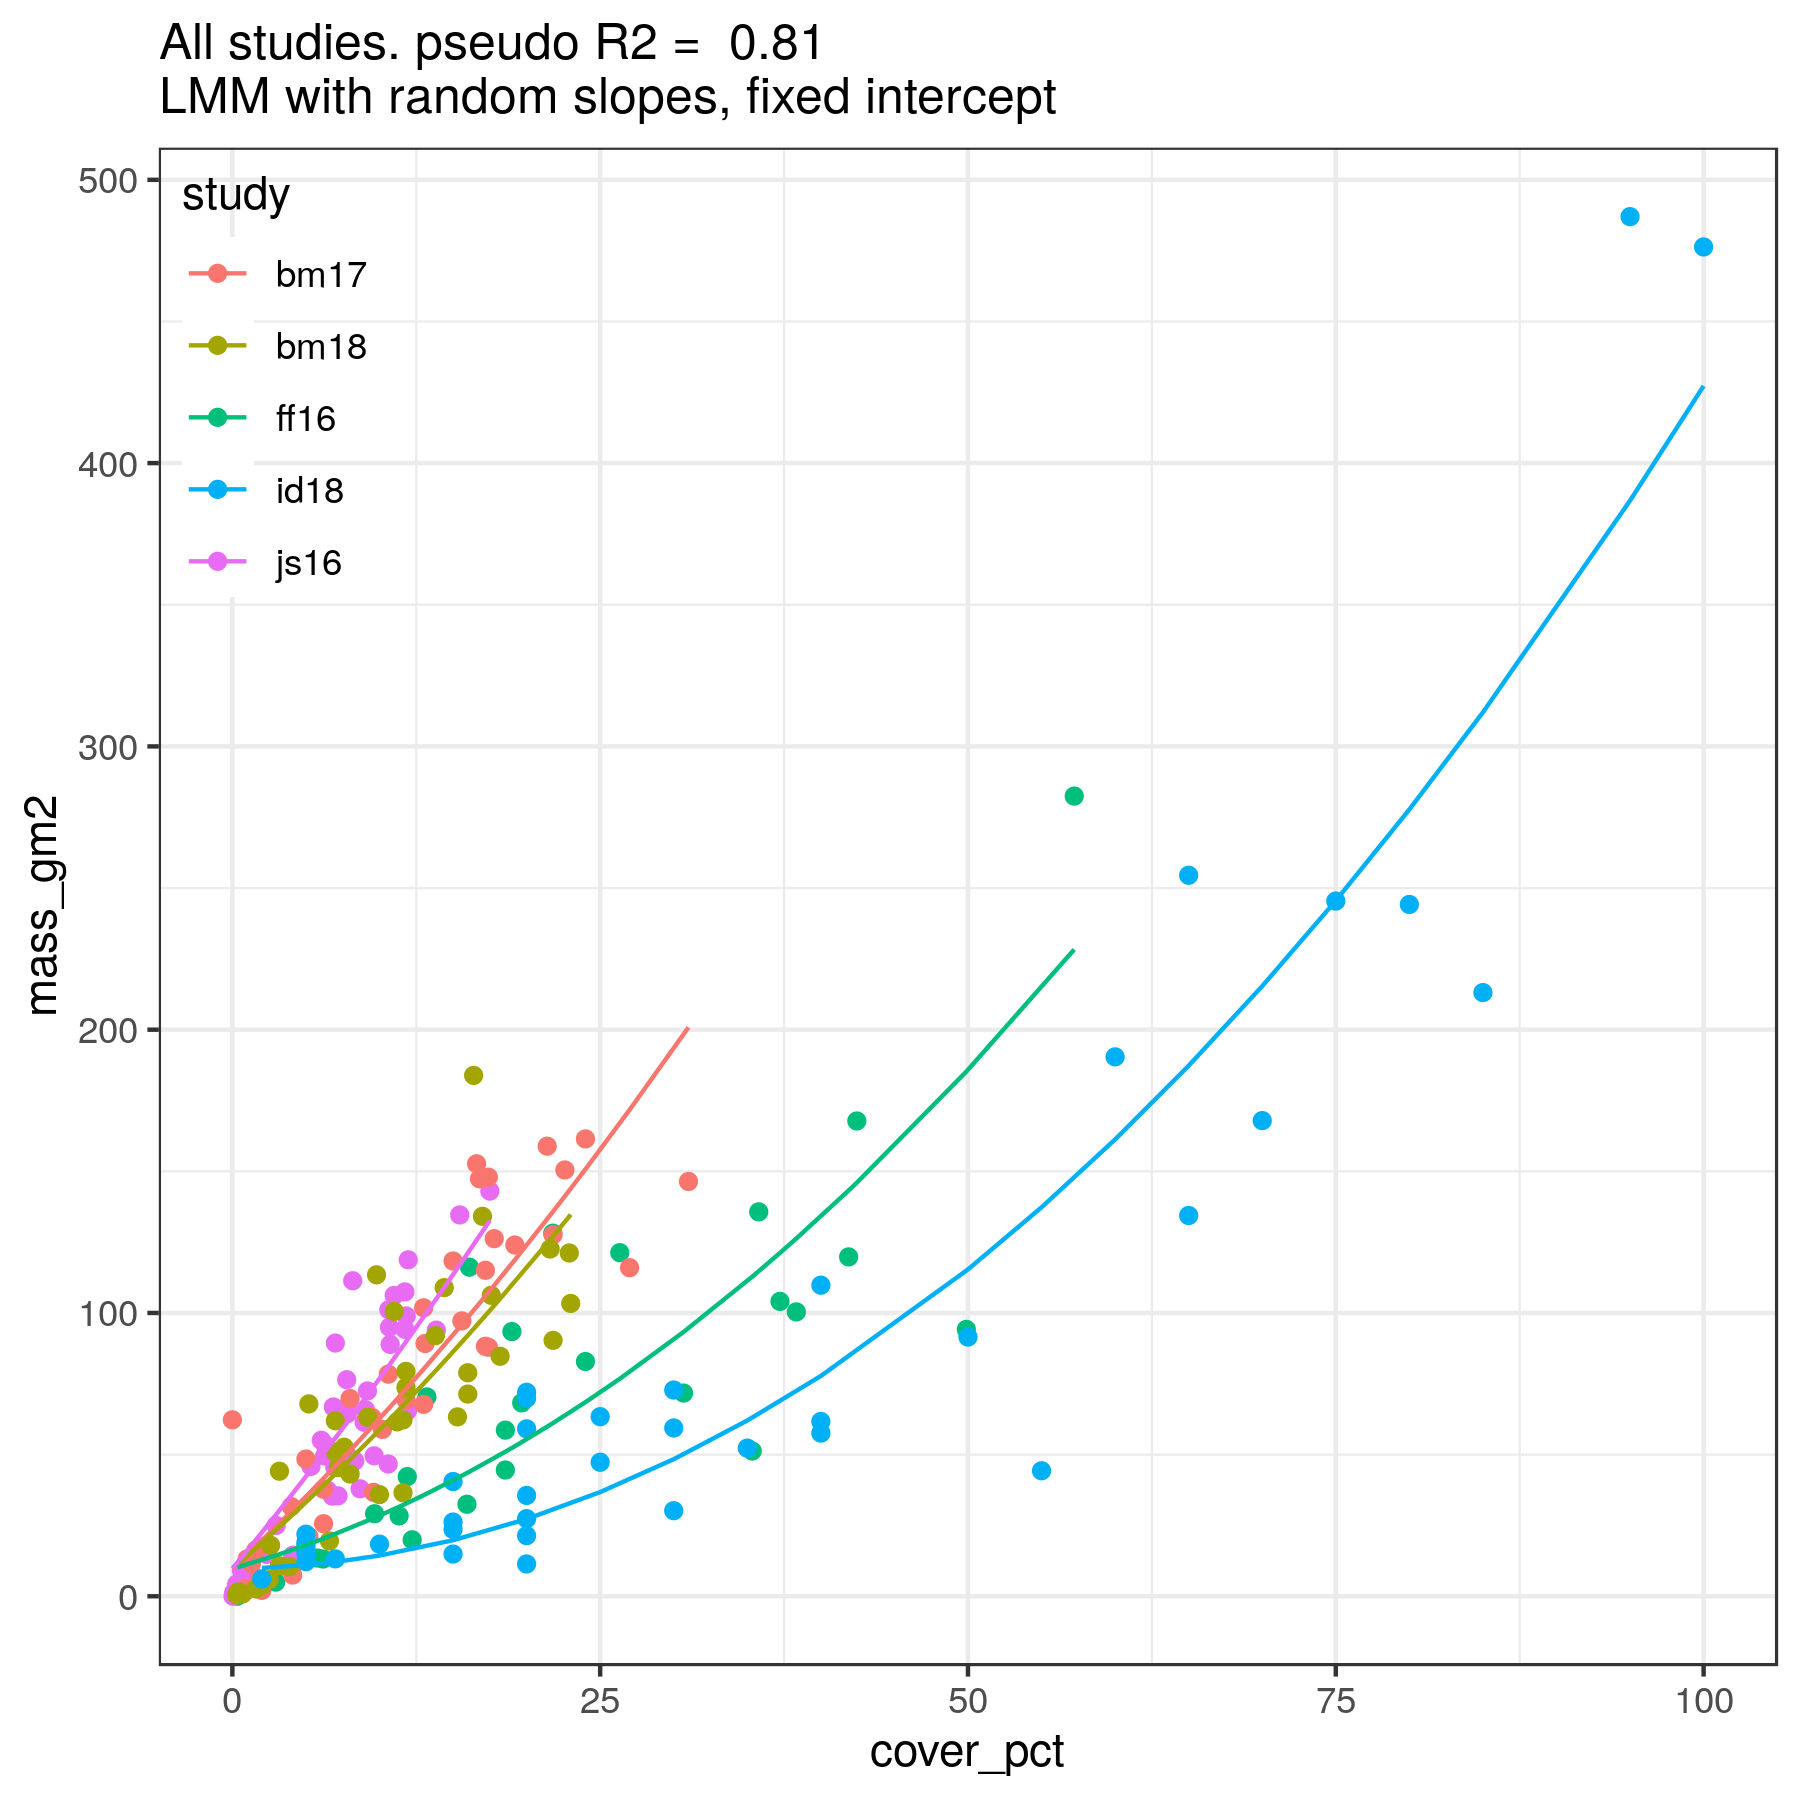 All studies. pseudo R2 =  0.81
LMM with random slopes, fixed intercept
study
bm17
bm18
ff16
id18
js16
500
400
300
200
100
0
mass_gm2
0 25 50 75 100
cover_pct